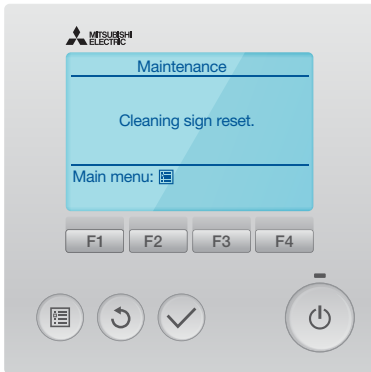 MITSUBISHI
ELECTRIC
Maintenance
Cleaning sign reset.
Main menu:
F1 F2 F3 F4